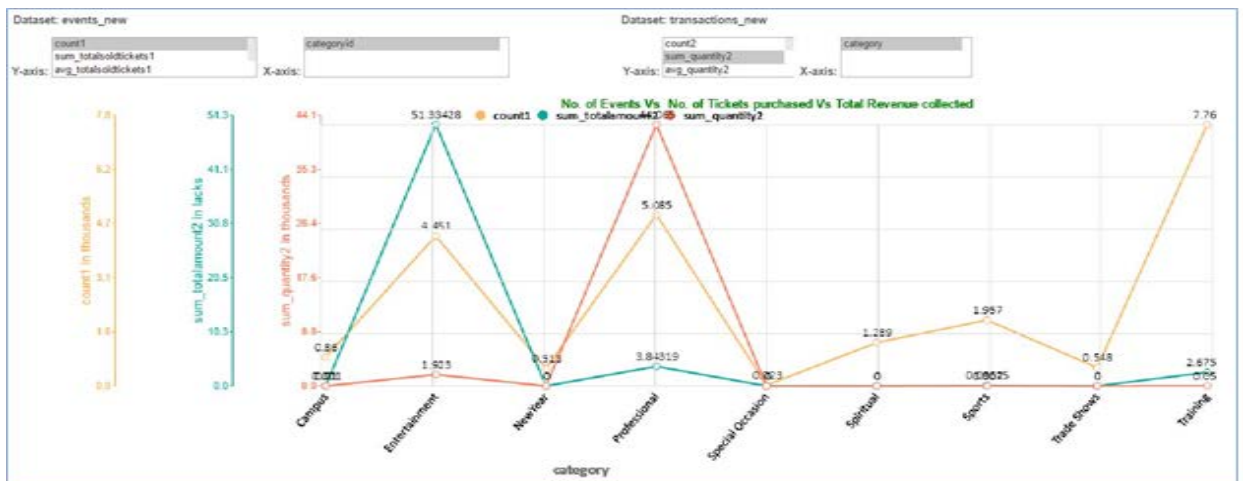 Dataset: events_new
Dataset: transactions_new
count1
sum_totalsoldtickets1
Y-axis: avg_totalsoldtickets1
X-axis:
categoryid
count2
sum_quantity2
Y-axis: avg_quantity2
X-axis:
category
No. of Events Vs No. of Tickets purchased Vs Total Revenue collected
count1 sum_totalamount2 sum_quantity2
count1 in thousands
7.8
6.2
4.7
3.1
0.0
sum_totalamount2 in lacks
51.3
41.1
30.8
20.5
10.3
0.0
sum_quantity2 in thousands
44.1
35.3
26.4
17.6
8.8
0.0
51.33428
7.76
4.451
5.085
0.86
0.513
1.289
1.957
0.548
1.923
3.84319
2.675
0
0
0
0.05
Campus
Entertainment
NewYear
Professional
Special Occasion
Spiritual
Sports
Trade Shows
Training
category